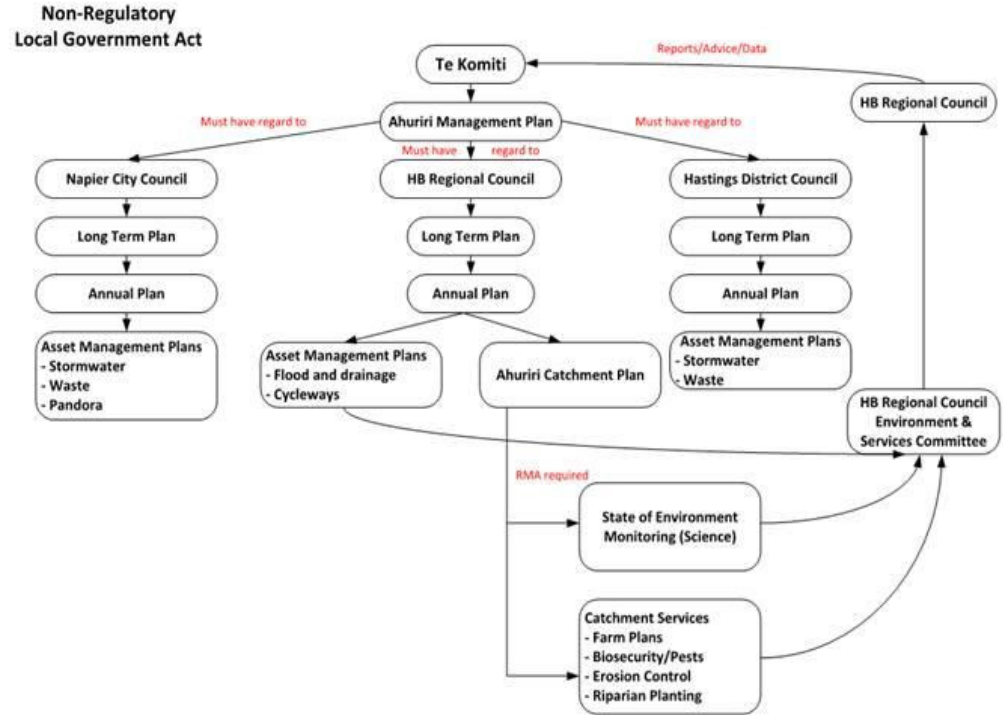 Non-Regulatory
Local Government Act
Reports/Advice/Data
Te Komiti
HB Regional Council
Ahuriri Management Plan
Must have regard to
Must have regard to
Must have regard to
Napier City Council
HB Regional Council
Hastings District Council
Long Term Plan
Long Term Plan
Long Term Plan
Annual Plan
Annual Plan
Annual Plan
Asset Management Plans
- Stormwater
- Waste
- Pandora
Asset Management Plans
- Flood and drainage
- Cycleways
Ahuriri Catchment Plan
Asset Management Plans
- Stormwater
- Waste
HB Regional Council
Environment &
Services Committee
RMA required
State of Environment
Monitoring (Science)
Catchment Services
- Farm Plans
- Biosecurity/Pests
- Erosion Control
- Riparian Planting